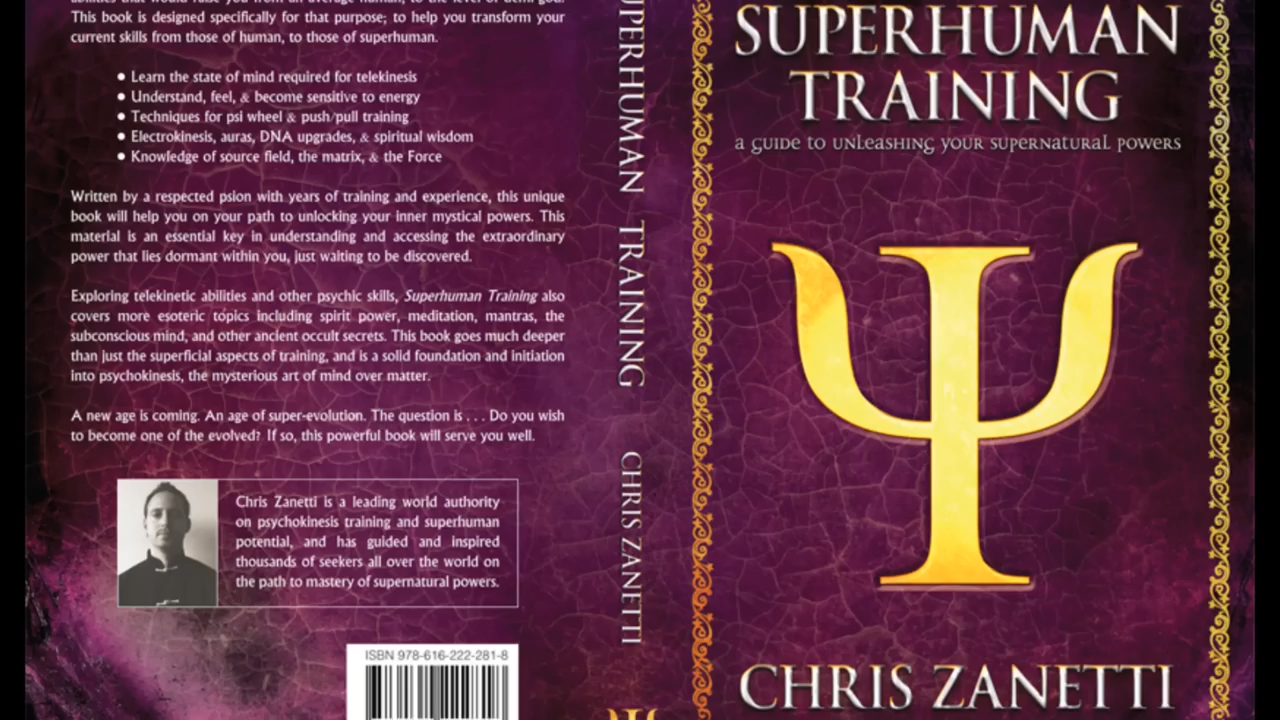 abilities that would raise you from an average human, to the level of demi-god.
This book is designed specifically for that purpose; to help you transform your
current skills from those of human, to those of superhuman.
• Learn the state of mind required for telekinesis
• Understand, feel, & become sensitive to energy
• Techniques for psi wheel & push/pull training
• Electrokinesis, auras, DNA upgrades, & spiritual wisdom
• Knowledge of source field, the matrix, & the Force
Written by a respected psion with years of training and experience, this unique
book will help you on your path to unlocking your inner mystical powers. This
material is an essential key in understanding and accessing the extraordinary
power that lies dormant within you, just waiting to be discovered.
Exploring telekinetic abilities and other psychic skills, Superhuman Training also
covers more esoteric topics including spirit power, meditation, mantras, the
subconscious mind, and other ancient occult secrets. This book goes much deeper
than just the superficial aspects of training, and is a solid foundation and initiation
into psychokinesis, the mysterious art of mind over matter.
A new age is coming. An age of super-evolution. The question is . . . Do you wish
to become one of the evolved? If so, this powerful book will serve you well.
Chris Zanetti is a leading world authority
on psychokinesis training and superhuman
potential, and has guided and inspired
thousands of seekers all over the world on
the path to mastery of supernatural powers.
ISBN 978-616-222-281-8
UPERHUMAN TRAINING CHRIS ZANETTI
Ψ
SUPERHUMAN
TRAINING
a guide to unleashing your supernatural powers
Ψ
CHRIS ZANETTI